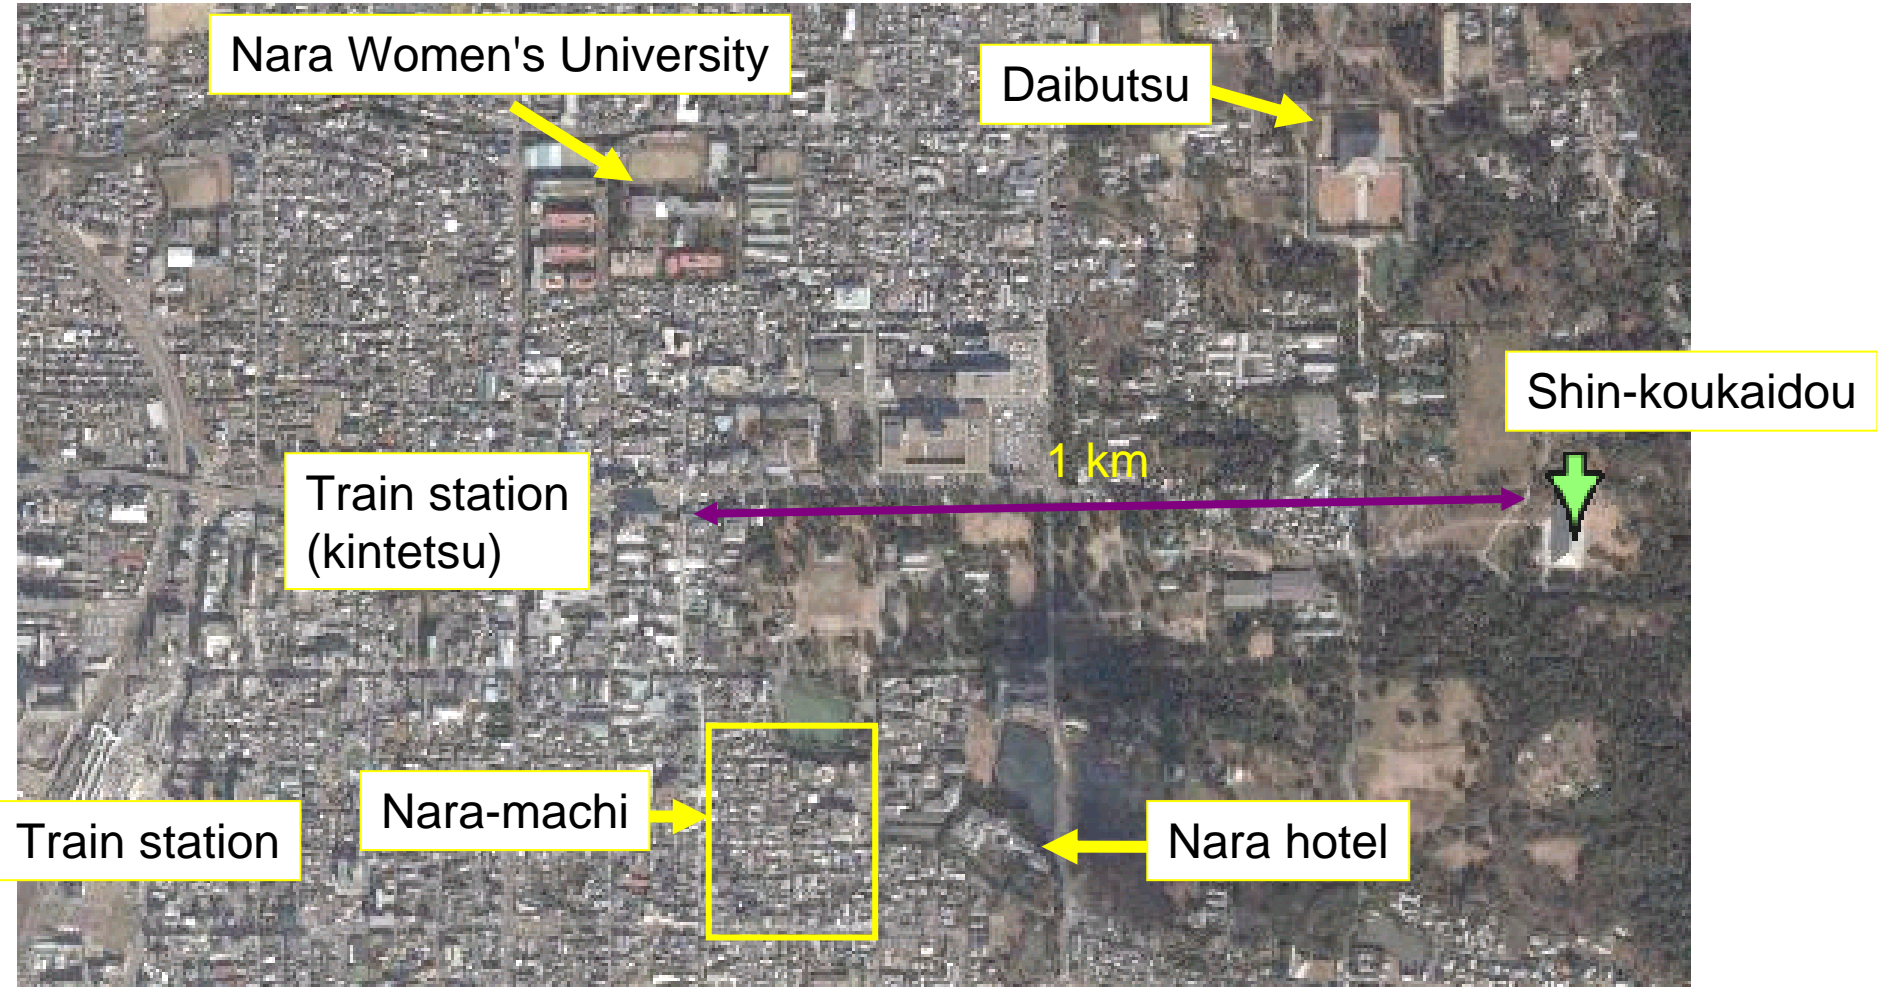 Nara Women's University
Daibutsu
Shin-koukaidou
1 km
Train station
(kintetsu)
Nara-machi
Train station
Nara hotel